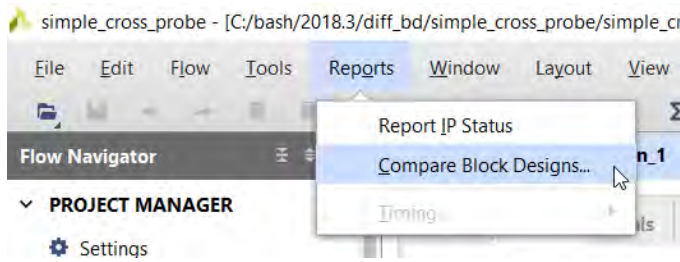 simple_cross_probe - [C:/bash/2018.3/diff_bd/simple_cross_probe/simple_cr
File Edit Flow Tools Reports Window Layout View
Report IP Status
Flow Navigator
Compare Block Designs...
n_1
PROJECT MANAGER
Timing
als
Settings